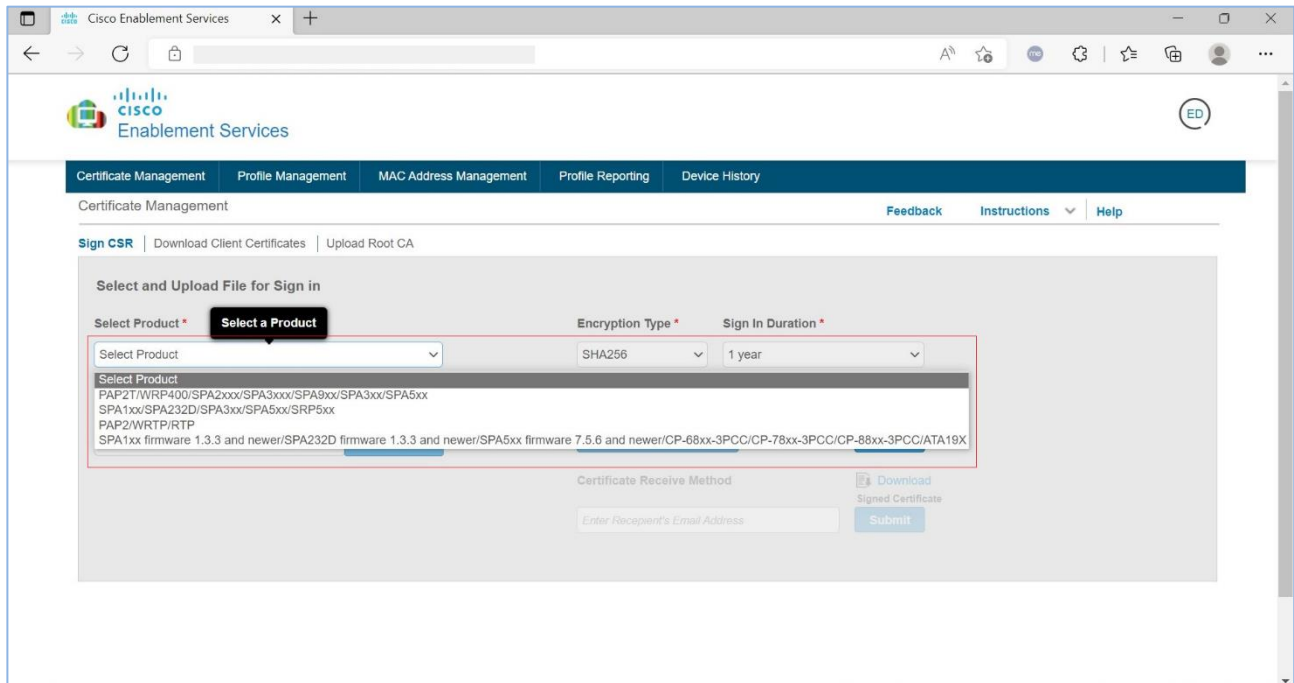 Cisco Enablement Services
CISCO
Enablement Services
ED
Certificate Management Profile Management MAC Address Management Profile Reporting Device History
Certificate Management
Feedback Instructions Help
Sign CSR Download Client Certificates Upload Root CA
Select and Upload File for Sign in
Select Product * Select a Product Encryption Type * Sign In Duration *
Select Product SHA256 1 year
Select Product
PAP2T/WRP400/SPA2xxx/SPA3xxx/SPA9xx/SPA3xx/SPA5xx
SPA1xx/SPA232D/SPA3xx/SPA5xx/SRP5xx
PAP2/WRTP/RTP
SPA1xx firmware 1.3.3 and newer/SPA232D firmware 1.3.3 and newer/SPA5xx firmware 7.5.6 and newer/CP-68xx-3PCC/CP-78xx-3PCC/CP-88xx-3PCC/ATA19X
Certificate Receive Method Download
Signed Certificate
Enter Recepient's Email Address Submit